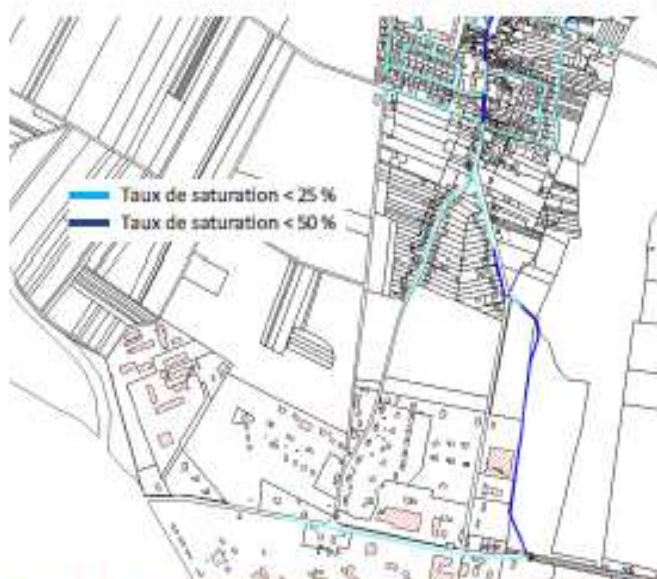 Taux de saturation < 25 %
Taux de saturation < 50 %